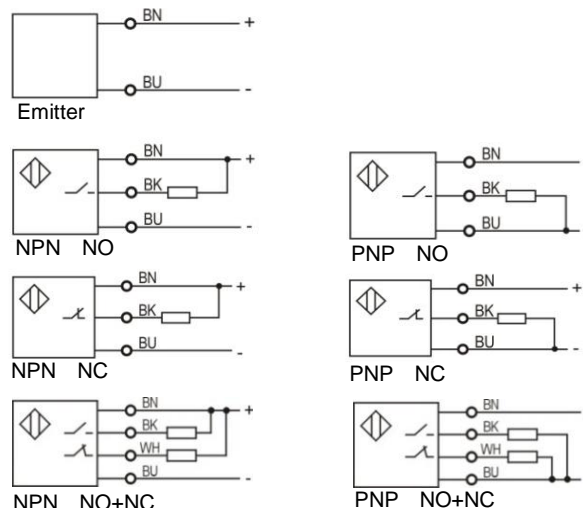 BN +
BU -
Emitter
BN +
BK
BU -
NPN NO
BN
BK
BU
PNP NO
BN +
BK
BU -
NPN NC
BN +
BK
BU -
PNP NC
BN +
BK
WH
BU -
NPN NO+NC
BN
BK
WH
BU
PNP NO+NC